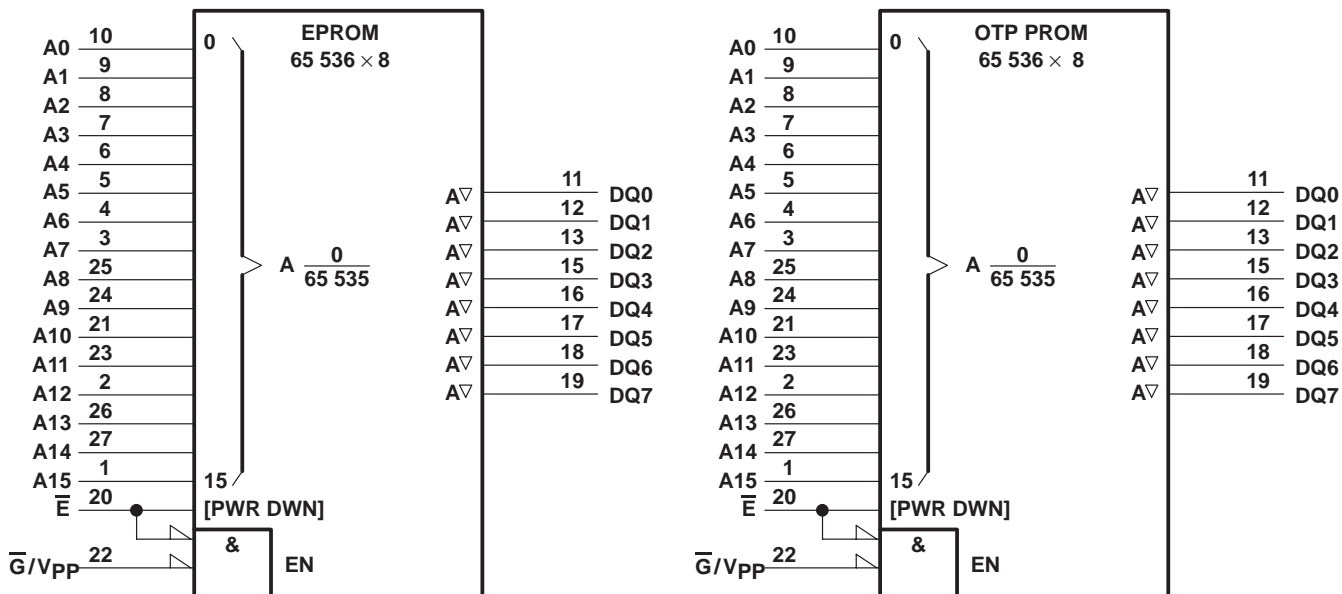 EPROM
65 536 × 8
0
A0 10
A1 9
A2 8
A3 7
A4 6
A5 5
A6 4
A7 3
A8 25
A9 24
A10 21
A11 23
A12 2
A13 26
A14 27
A15 1
15
E̅ 20
[PWR DWN]
G̅/VPP 22
&
EN
A 0
65 535
A▽ 11 DQ0
A▽ 12 DQ1
A▽ 13 DQ2
A▽ 15 DQ3
A▽ 16 DQ4
A▽ 17 DQ5
A▽ 18 DQ6
A▽ 19 DQ7
OTP PROM
65 536 × 8
0
A0 10
A1 9
A2 8
A3 7
A4 6
A5 5
A6 4
A7 3
A8 25
A9 24
A10 21
A11 23
A12 2
A13 26
A14 27
A15 1
15
E̅ 20
[PWR DWN]
G̅/VPP 22
&
EN
A 0
65 535
A▽ 11 DQ0
A▽ 12 DQ1
A▽ 13 DQ2
A▽ 15 DQ3
A▽ 16 DQ4
A▽ 17 DQ5
A▽ 18 DQ6
A▽ 19 DQ7